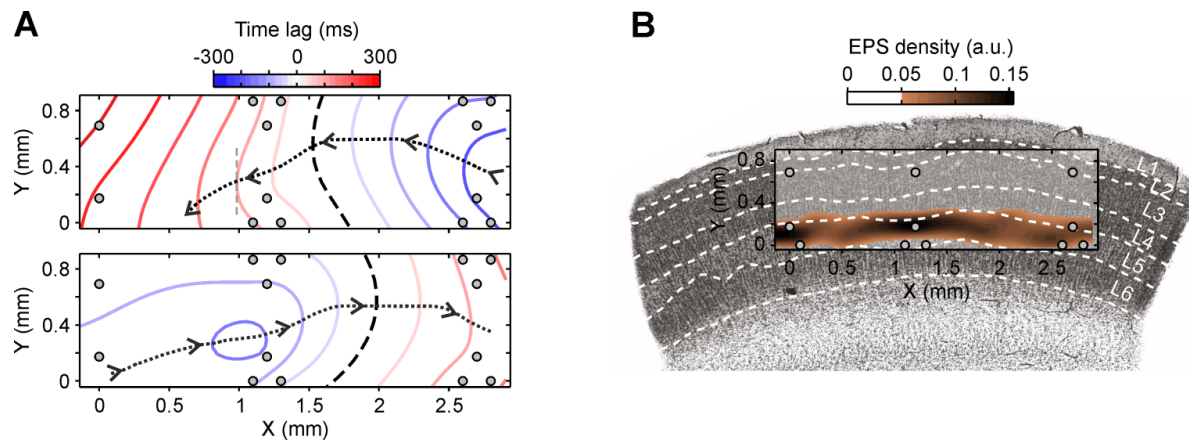 A
Time lag (ms)
-300 0 300
0.8
0.4
0
Y (mm)
0.8
0.4
0
Y (mm)
0 0.5 1 1.5 2 2.5
X (mm)
B
EPS density (a.u.)
0 0.05 0.1 0.15
0.8
0.4
0
Y (mm)
0 0 5 1.5 2 2.5
X (mm)
L1
L2
L3
L4
L5
L6